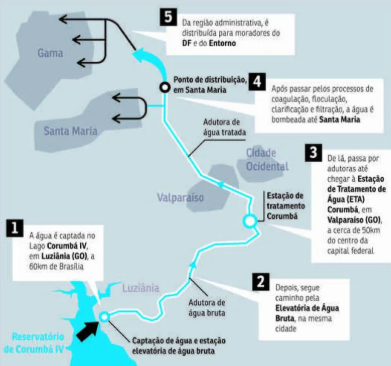 5
Da região administrativa, é
distribuída para moradores do
DF e do Entorno
Gama
Ponto de distribuição,
em Santa Maria
4
Após passar pelos processos de
coagulação, floculação,
clarificação e filtração, a água é
bombeada até Santa Maria
Santa Maria
Adutora de
água tratada
Cidade
Ocidental
3
De lá, passa por
adutoras até
chegar à Estação
de Tratamento de
Água (ETA)
Corumbá, em
Valparaíso (GO),
a cerca de 50km
do centro da
capital federal
Valparaíso
Estação de
tratamento
Corumbá
1
A água é captada no
Lago Corumbá IV,
em Luziânia (GO), a
60km de Brasília
Luziânia
2
Depois, segue
caminho pela
Elevatória de Água
Bruta, na mesma
cidade
Adutora de
água bruta
Reservatório
de Corumbá IV
Captação de água e estação
elevatória de água bruta